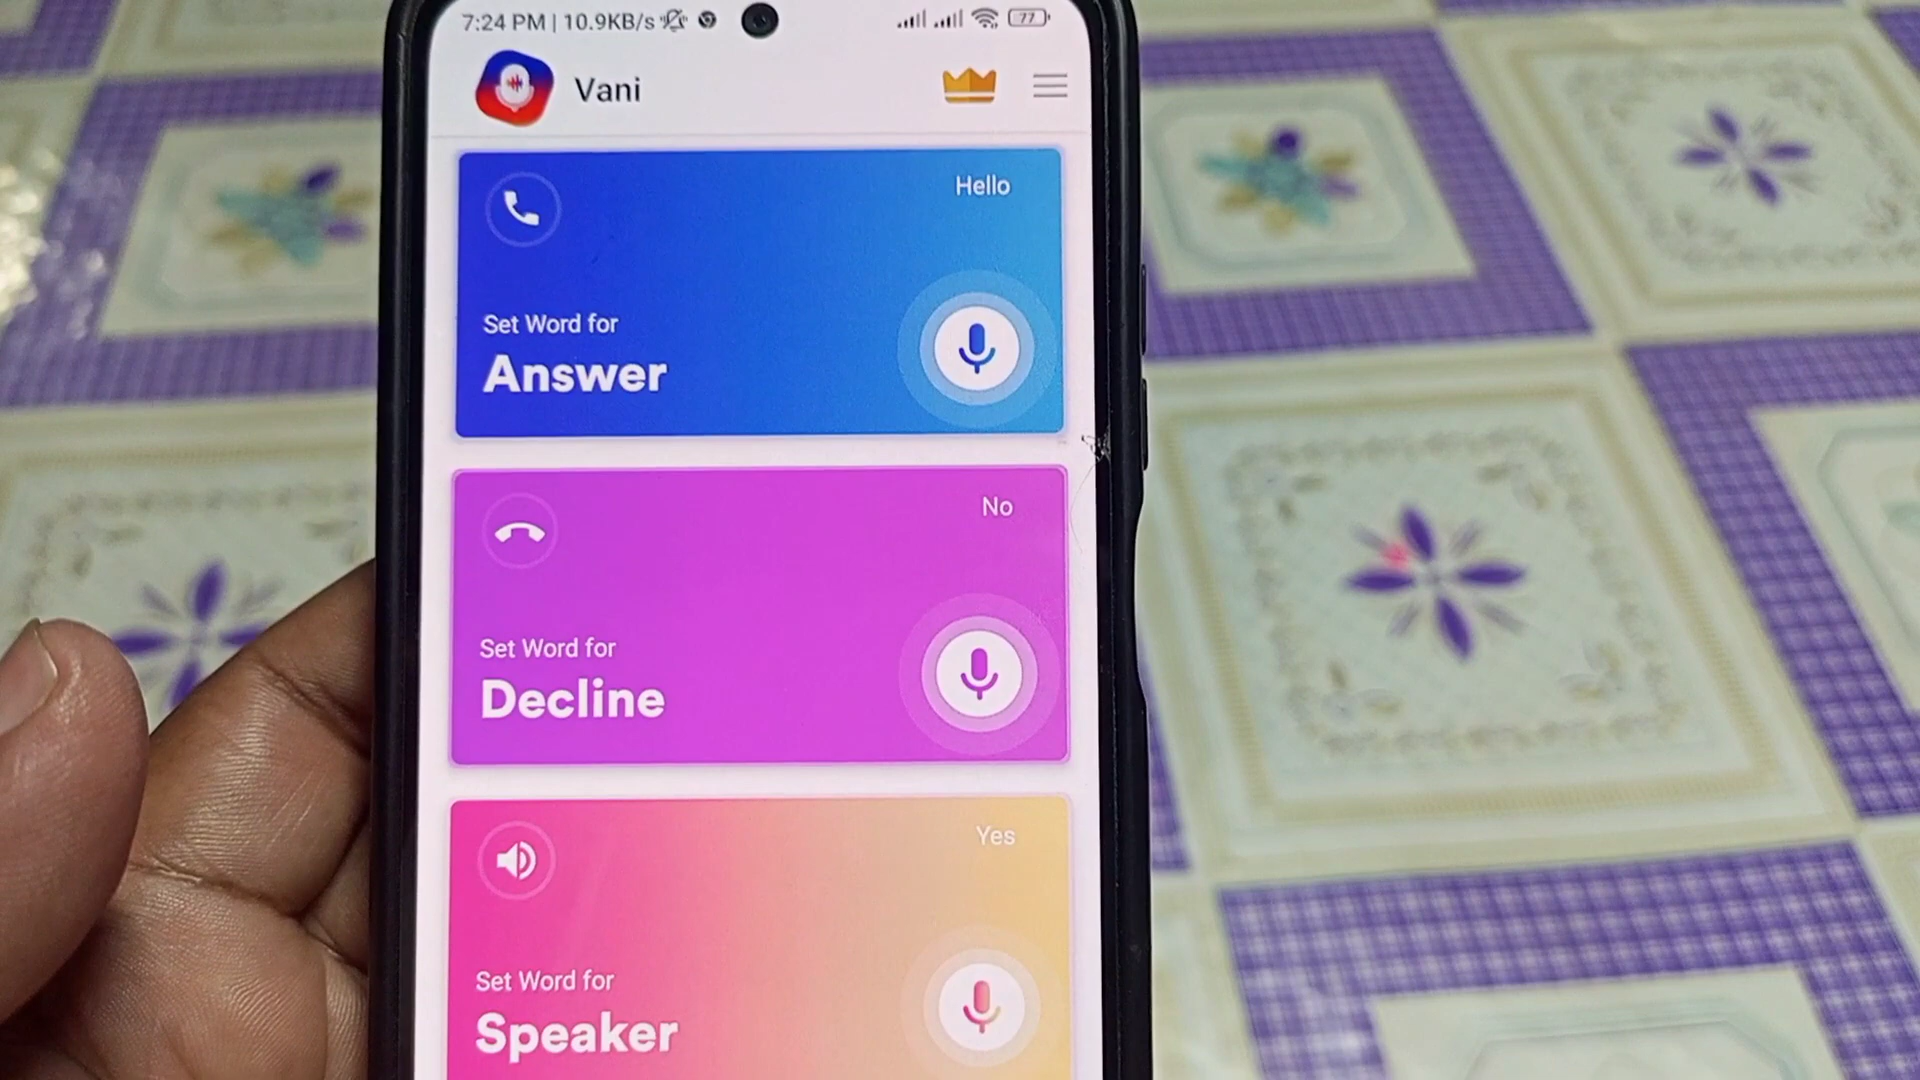 7:24 PM | 10.9KB/s 77
Vani
Hello
Set Word for
Answer
No
Set Word for
Decline
Yes
Set Word for
Speaker